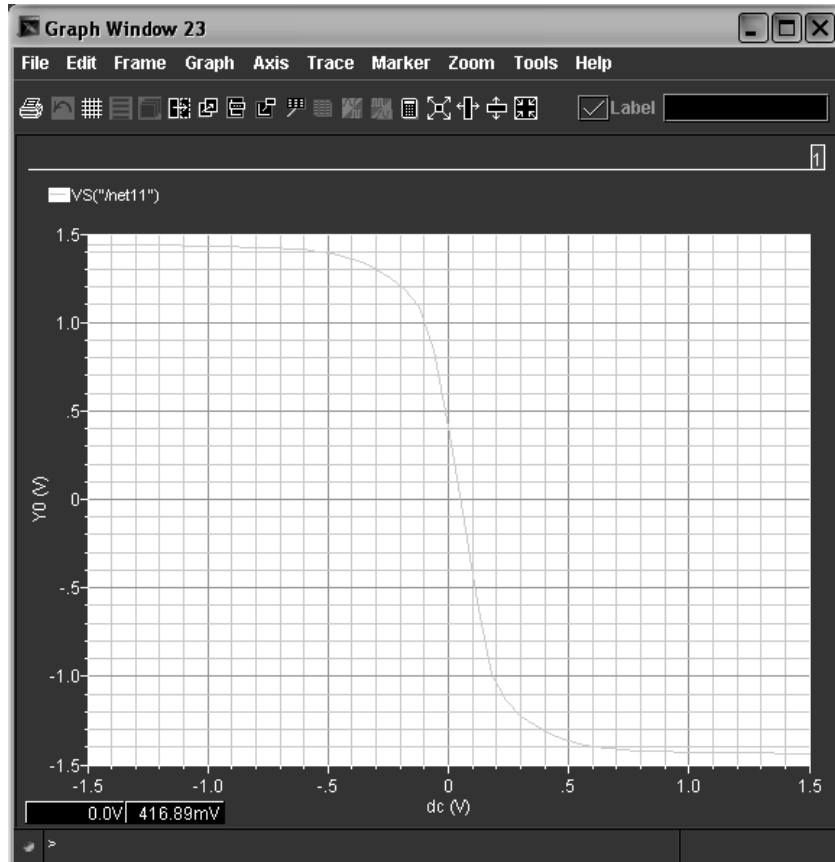 Graph Window 23
File Edit Frame Graph Axis Trace Marker Zoom Tools Help
Label
1
VS("/net11")
1.5
1.0
.5
0
-.5
-1.0
-1.5
Y0 (V)
-1.5 -1.0 -.5 0 .5 1.0 1.5
dc (V)
0.0V 416.89mV
>